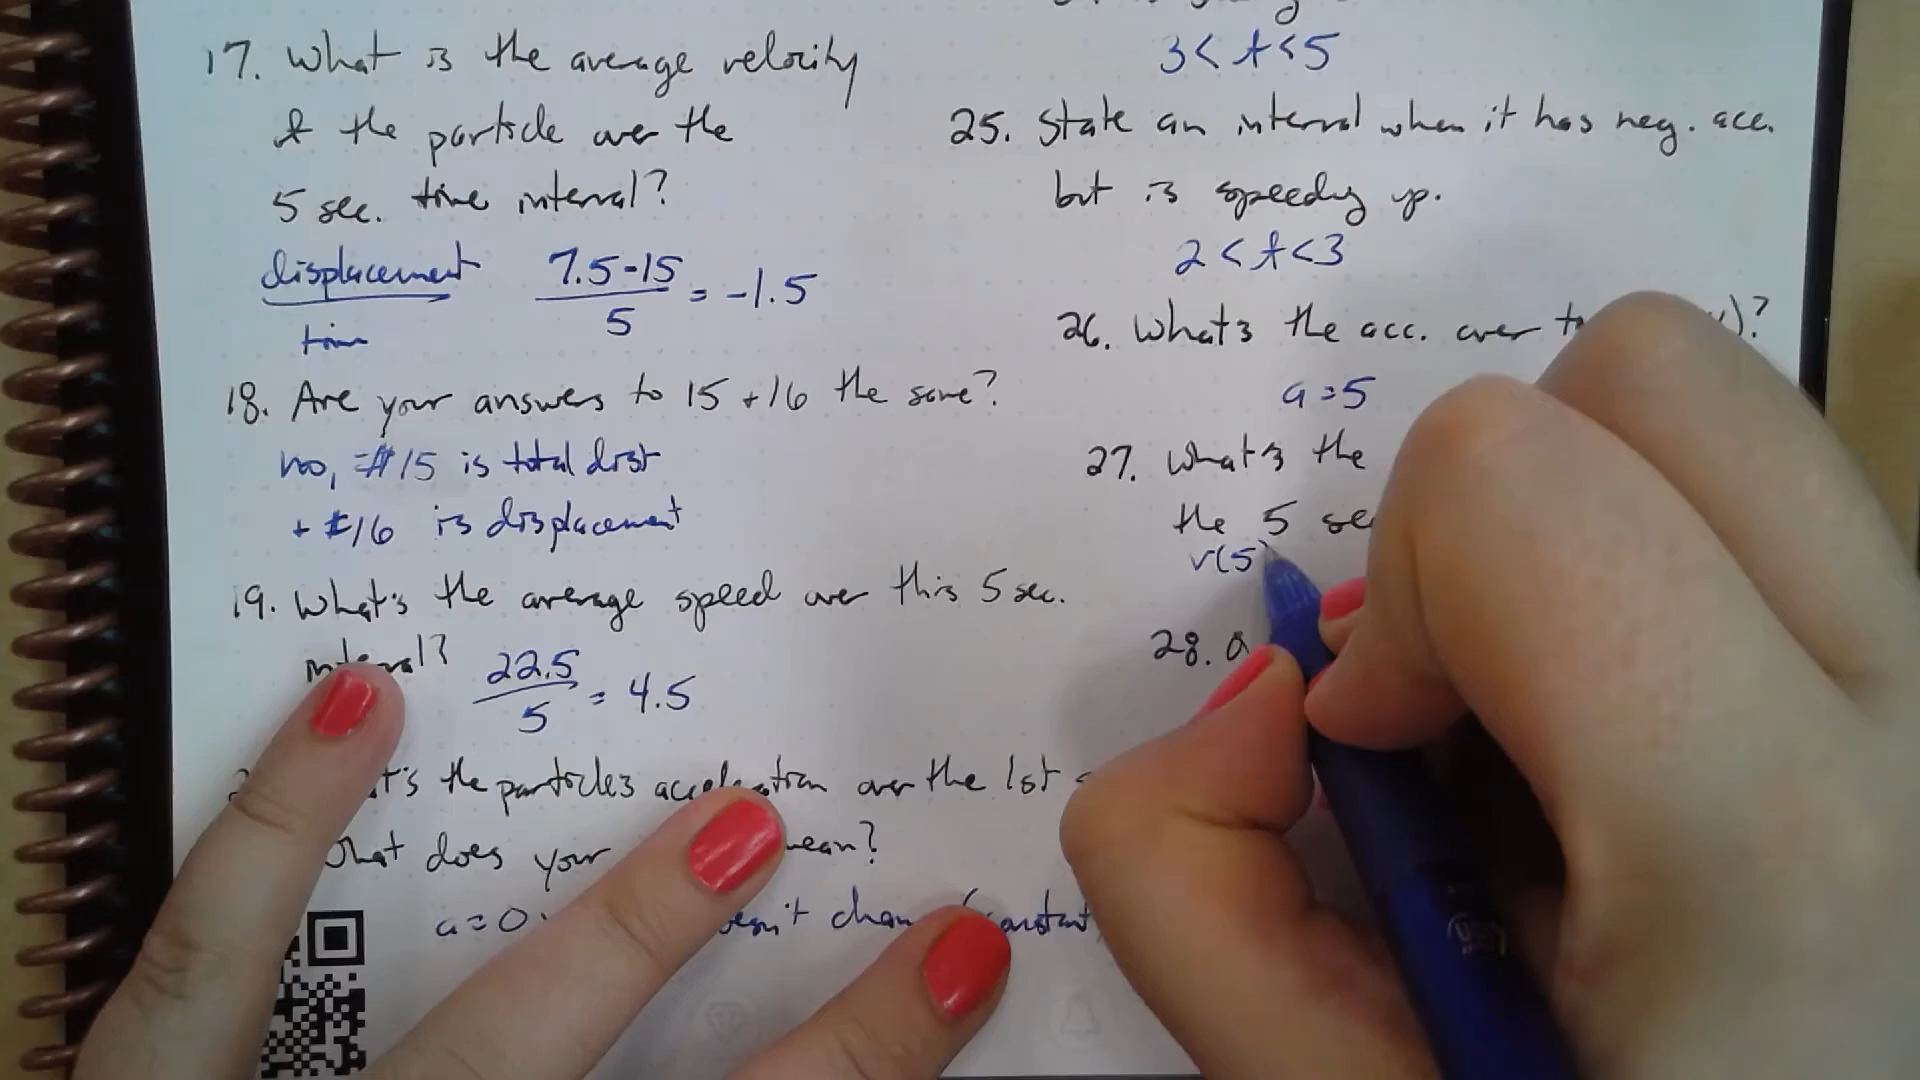 17. What is the average velocity
of the particle over the
5 sec. time interval?
displacement
time
7.5-15
5
= -1.5
18. Are your answers to 15 + 16 the same?
no, #15 is total dist
+ #16 is displacement
19. What's the average speed over this 5 sec.
interval?
22.5
5
= 4.5
the particles acceleration over the 1st
What does your mean?
a=0 doesn't
3<t<5
25. State an interval when it has neg. acc.
but is speeding up.
2<t<3
26. What's the acc. over
a=5
27. What's the
the 5
v(5)
28.